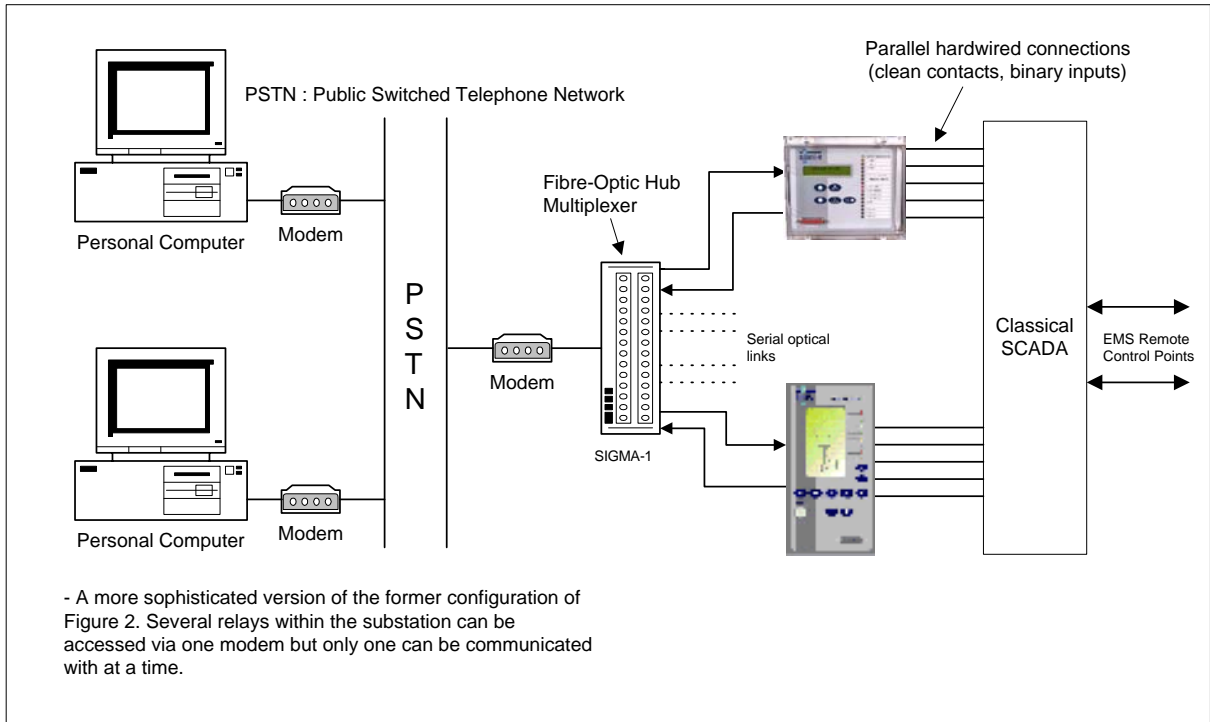 Parallel hardwired connections
(clean contacts, binary inputs)
PSTN : Public Switched Telephone Network
Fibre-Optic Hub
Multiplexer
Personal Computer
Modem
P
S
T
N
Modem
Serial optical
links
Classical
SCADA
EMS Remote
Control Points
SIGMA-1
Personal Computer
Modem
- A more sophisticated version of the former configuration of
Figure 2. Several relays within the substation can be
accessed via one modem but only one can be communicated
with at a time.